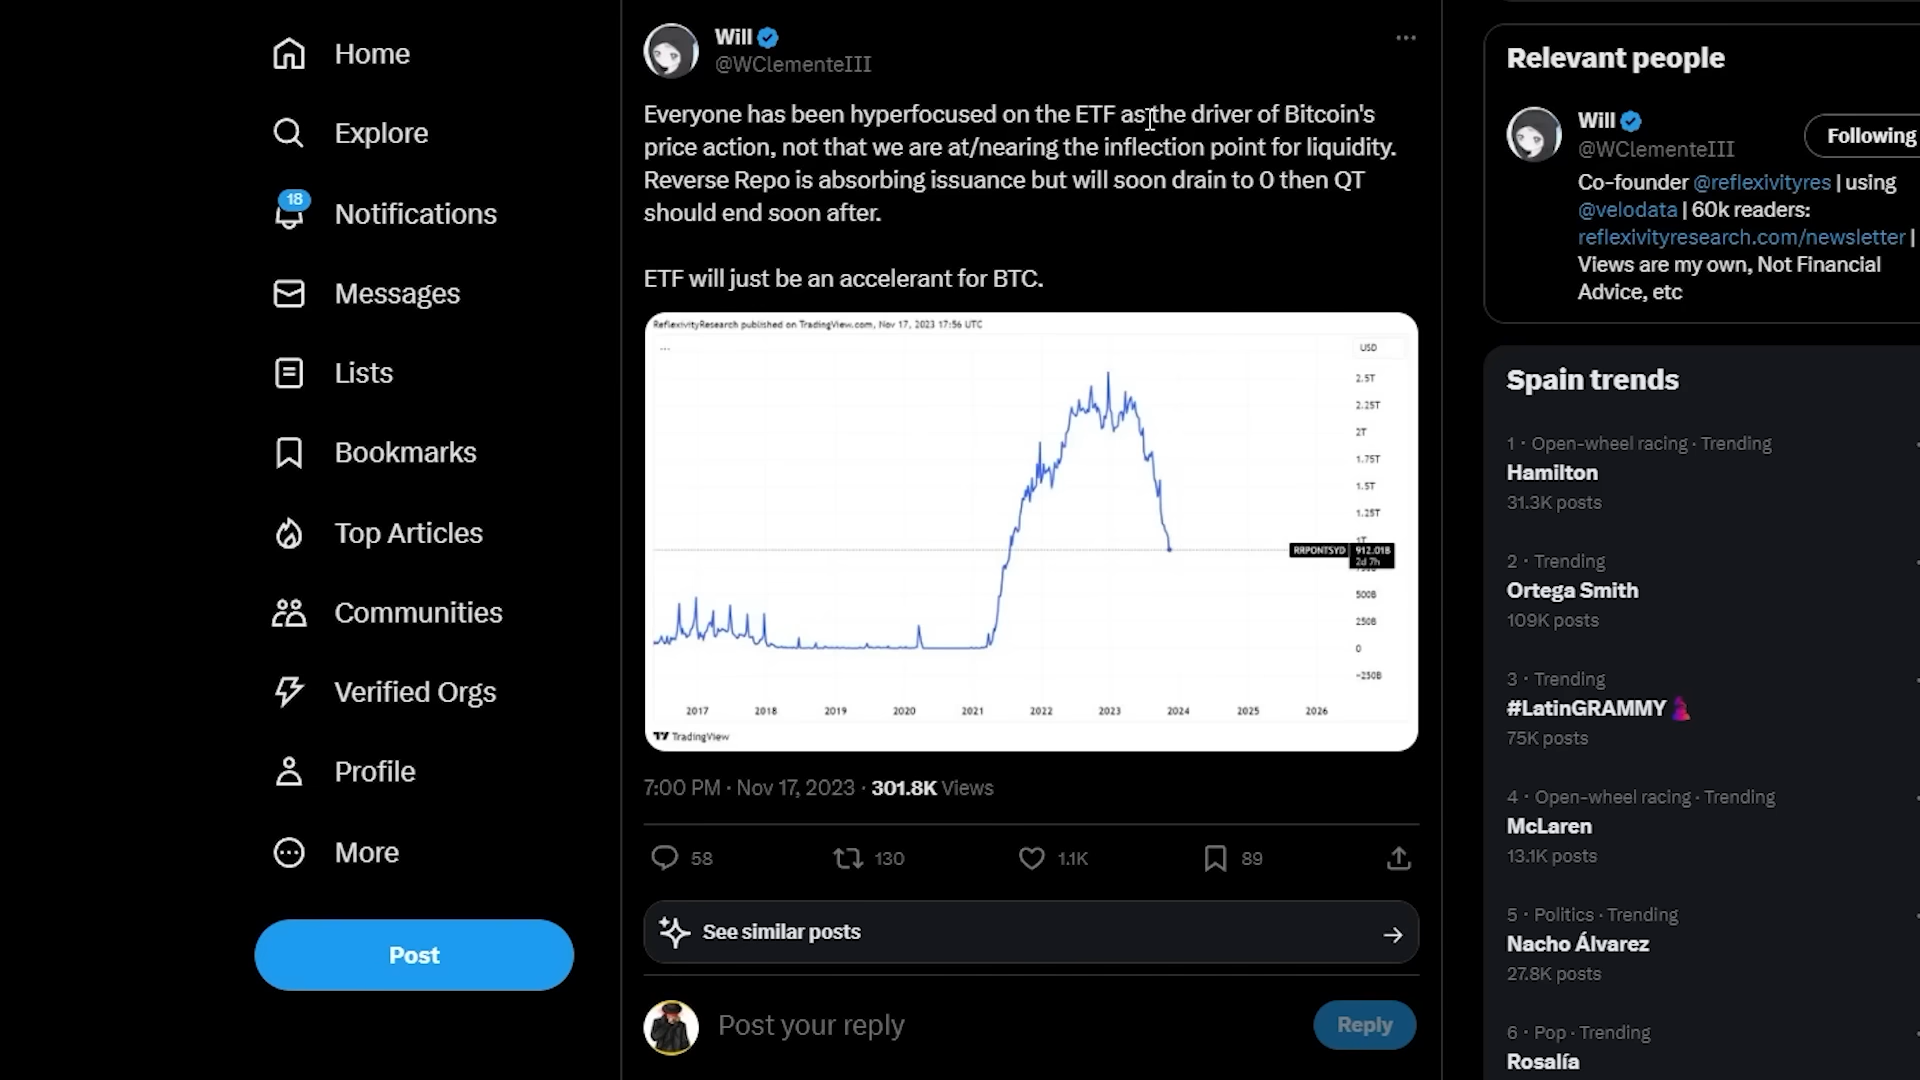 Home
Explore
18
Notifications
Messages
Lists
Bookmarks
Top Articles
Communities
Verified Orgs
Profile
More
Post
Will
@WClementeIII
Everyone has been hyperfocused on the ETF as the driver of Bitcoin's
price action, not that we are at/nearing the inflection point for liquidity.
Reverse Repo is absorbing issuance but will soon drain to 0 then QT
should end soon after.
ETF will just be an accelerant for BTC.
ReflexivityResearch published on TradingView.com, Nov 17, 2023 17:56 UTC
USD
2.5T
2.25T
2T
1.75T
1.5T
1.25T
1T
RRPONTSYD 912.01B
2d 7h
500B
250B
0
-250B
2017 2018 2019 2020 2021 2022 2023 2024 2025 2026
TradingView
7:00 PM · Nov 17, 2023 · 301.8K Views
58 130 1.1K 89
See similar posts
Post your reply
Reply
Relevant people
Will
@WClementeIII
Following
Co-founder @reflexivityres | using
@velodata | 60k readers:
reflexivityresearch.com/newsletter |
Views are my own, Not Financial
Advice, etc
Spain trends
1 · Open-wheel racing · Trending
Hamilton
31.3K posts
2 · Trending
Ortega Smith
109K posts
3 · Trending
#LatinGRAMMY
75K posts
4 · Open-wheel racing · Trending
McLaren
13.1K posts
5 · Politics · Trending
Nacho Álvarez
27.8K posts
6 · Pop · Trending
Rosalía